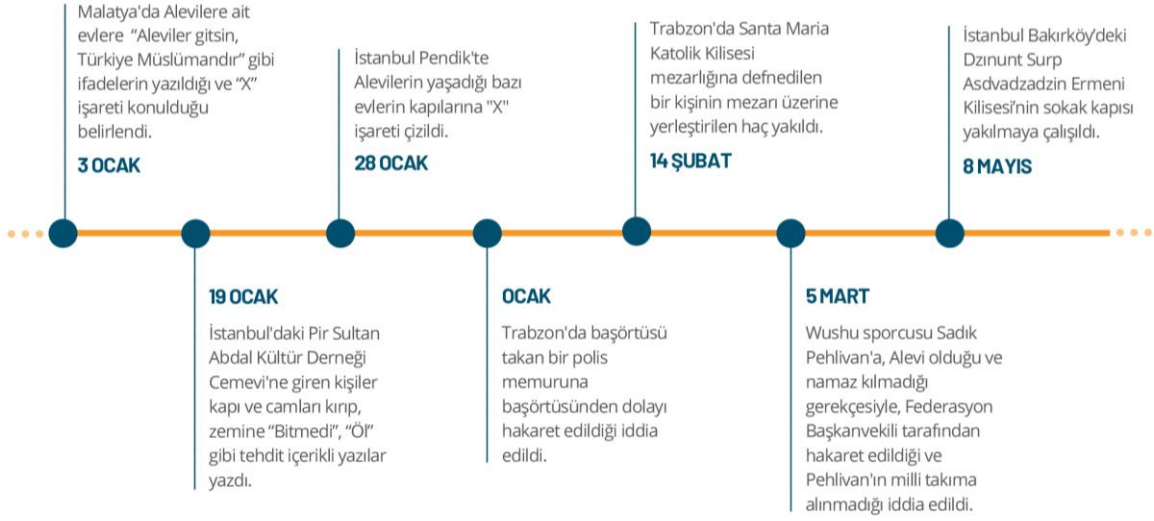 Malatya'da Alevilere ait
evlere “Aleviler gitsin,
Türkiye Müslümandır” gibi
ifadelerin yazıldığı ve “X”
işareti konulduğu
belirlendi.
3 OCAK
19 OCAK
İstanbul'daki Pir Sultan
Abdal Kültür Derneği
Cemevi'ne giren kişiler
kapı ve camları kırıp,
zemine “Bitmedi”, “Öl”
gibi tehdit içerikli yazılar
yazdı.
İstanbul Pendik'te
Alevilerin yaşadığı bazı
evlerin kapılarına "X"
işareti çizildi.
28 OCAK
OCAK
Trabzon'da başörtüsü
takan bir polis
memuruna
başörtüsünden dolayı
hakaret edildiği iddia
edildi.
Trabzon'da Santa Maria
Katolik Kilisesi
mezarlığına defnedilen
bir kişinin mezarı üzerine
yerleştirilen haç yakıldı.
14 ŞUBAT
5 MART
Wushu sporcusu Sadık
Pehlivan'a, Alevi olduğu ve
namaz kılmadığı
gerekçesiyle, Federasyon
Başkanvekili tarafından
hakaret edildiği ve
Pehlivan'ın milli takıma
alınmadığı iddia edildi.
İstanbul Bakırköy’deki
Dzınunt Surp
Asdvadzadzin Ermeni
Kilisesi’nin sokak kapısı
yakılmaya çalışıldı.
8 MAYIS